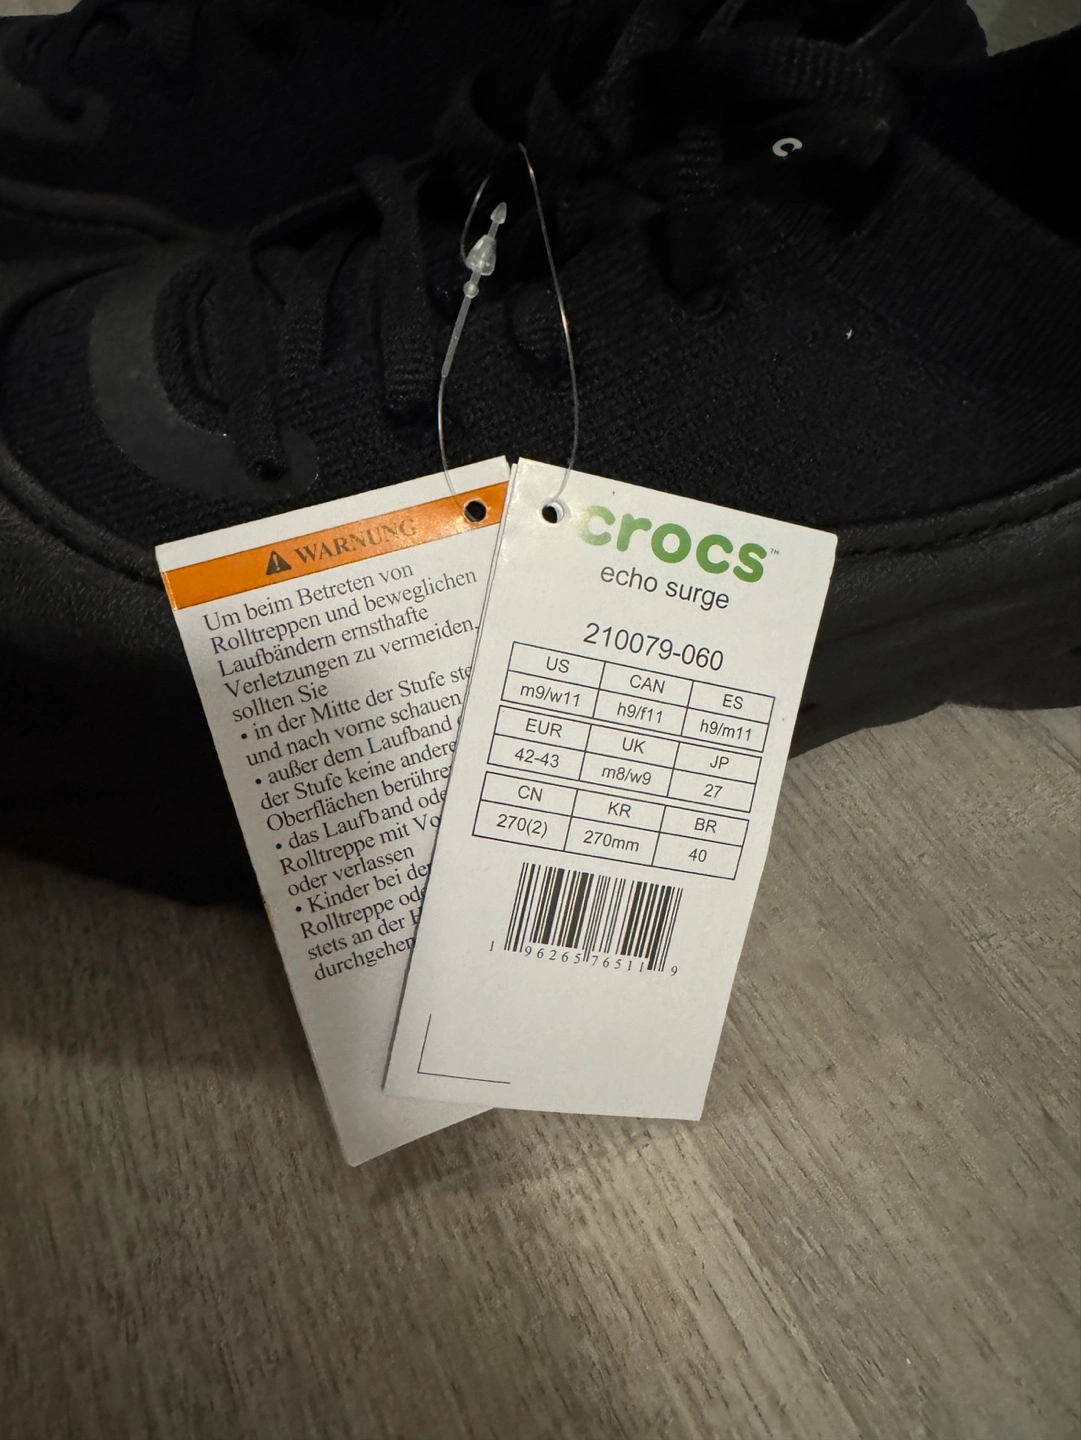 WARNUNG
Um beim Betreten von
Rolltreppen und beweglichen
Laufbändern ernsthafte
Verletzungen zu vermeiden,
sollten Sie
• in der Mitte der Stufe
und nach vorne schauen
• außer dem Laufband
der Stufe keine
Oberflächen
• das Laufband
Rolltreppe mit
oder verlassen
• Kinder bei
Rolltreppe
stets an der
crocs™
echo surge
210079-060
US CAN ES
m9/w11 h9/f11 h9/m11
EUR UK JP
42-43 m8/w9 27
CN KR BR
270(2) 270mm 40
1 96265 76511 9